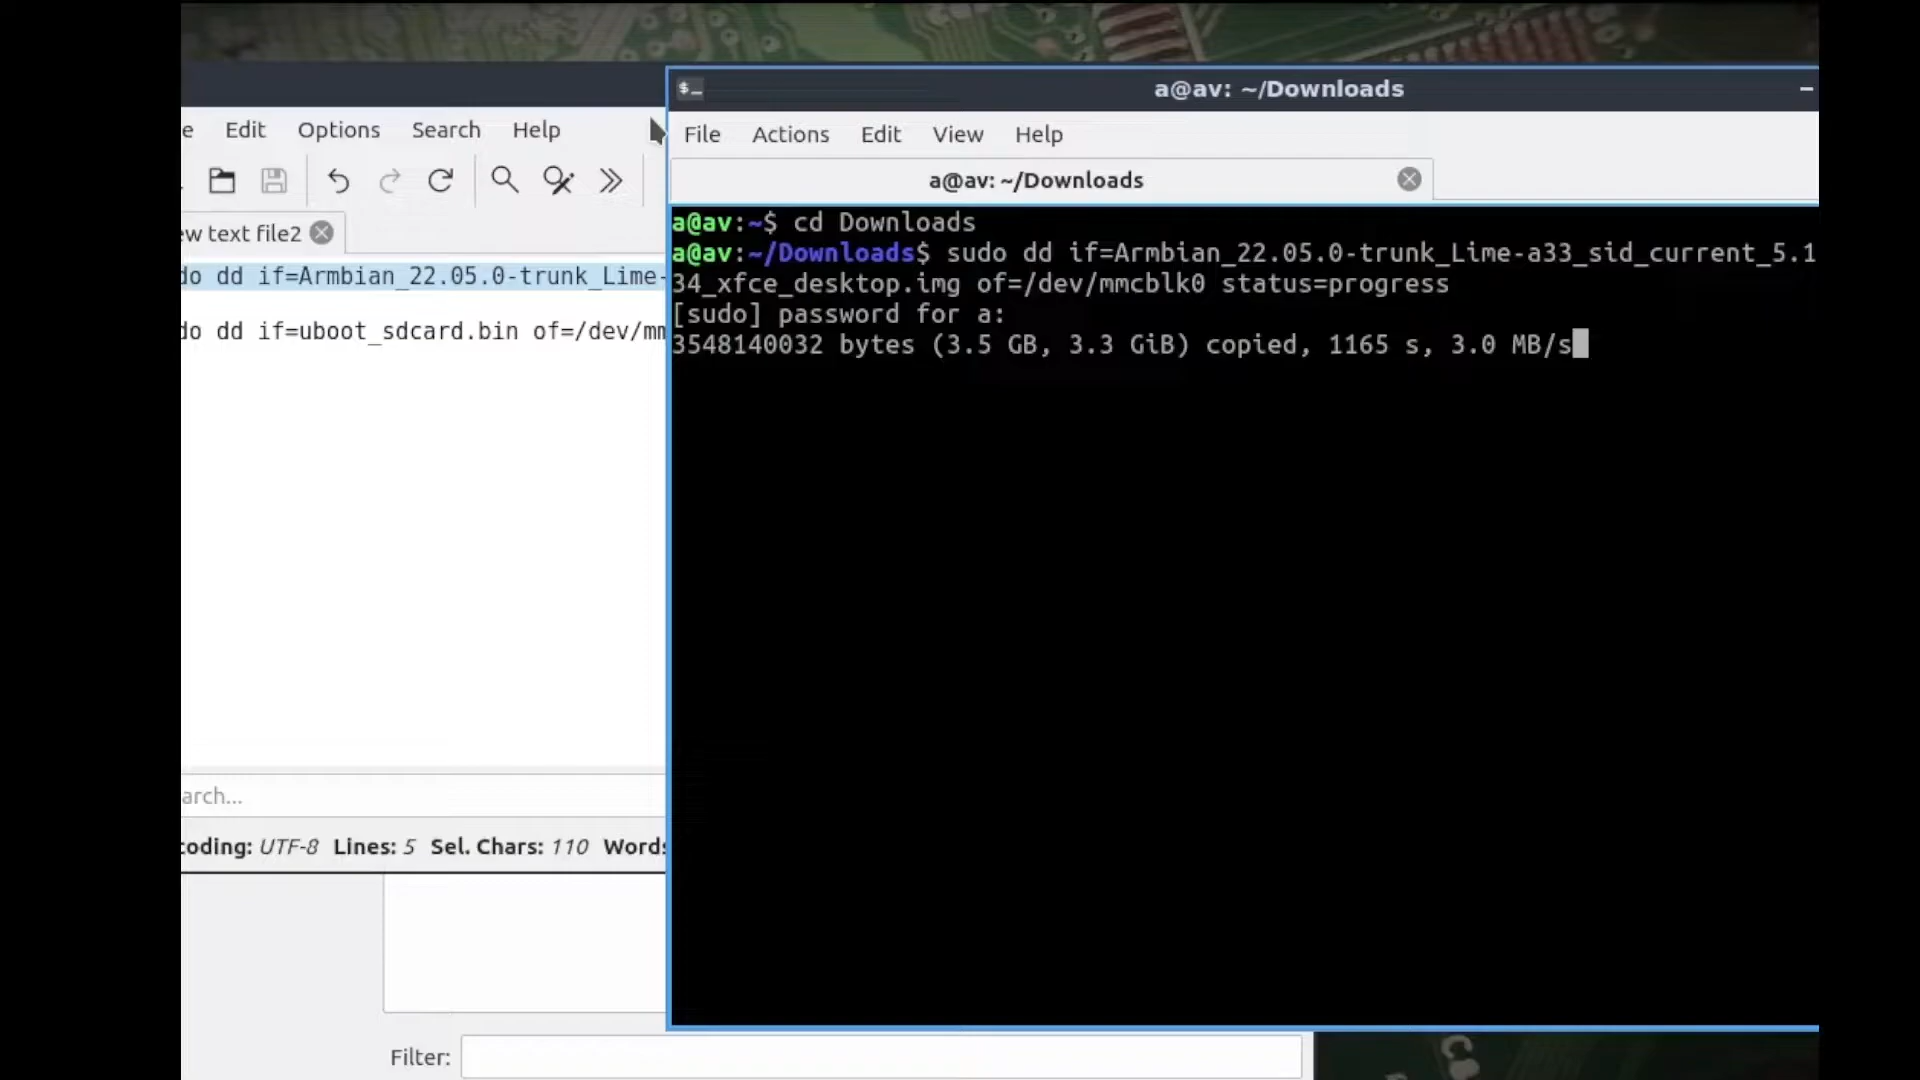 a@av: ~/Downloads
e Edit Options Search Help
ew text file2
do dd if=Armbian_22.05.0-trunk_Lime-
do dd if=uboot_sdcard.bin of=/dev/mm
arch...
coding: UTF-8 Lines: 5 Sel. Chars: 110 Words
Filter:
$_
File Actions Edit View Help
a@av: ~/Downloads
a@av:~$ cd Downloads
a@av:~/Downloads$ sudo dd if=Armbian_22.05.0-trunk_Lime-a33_sid_current_5.1
34_xfce_desktop.img of=/dev/mmcblk0 status=progress
[sudo] password for a:
3548140032 bytes (3.5 GB, 3.3 GiB) copied, 1165 s, 3.0 MB/s